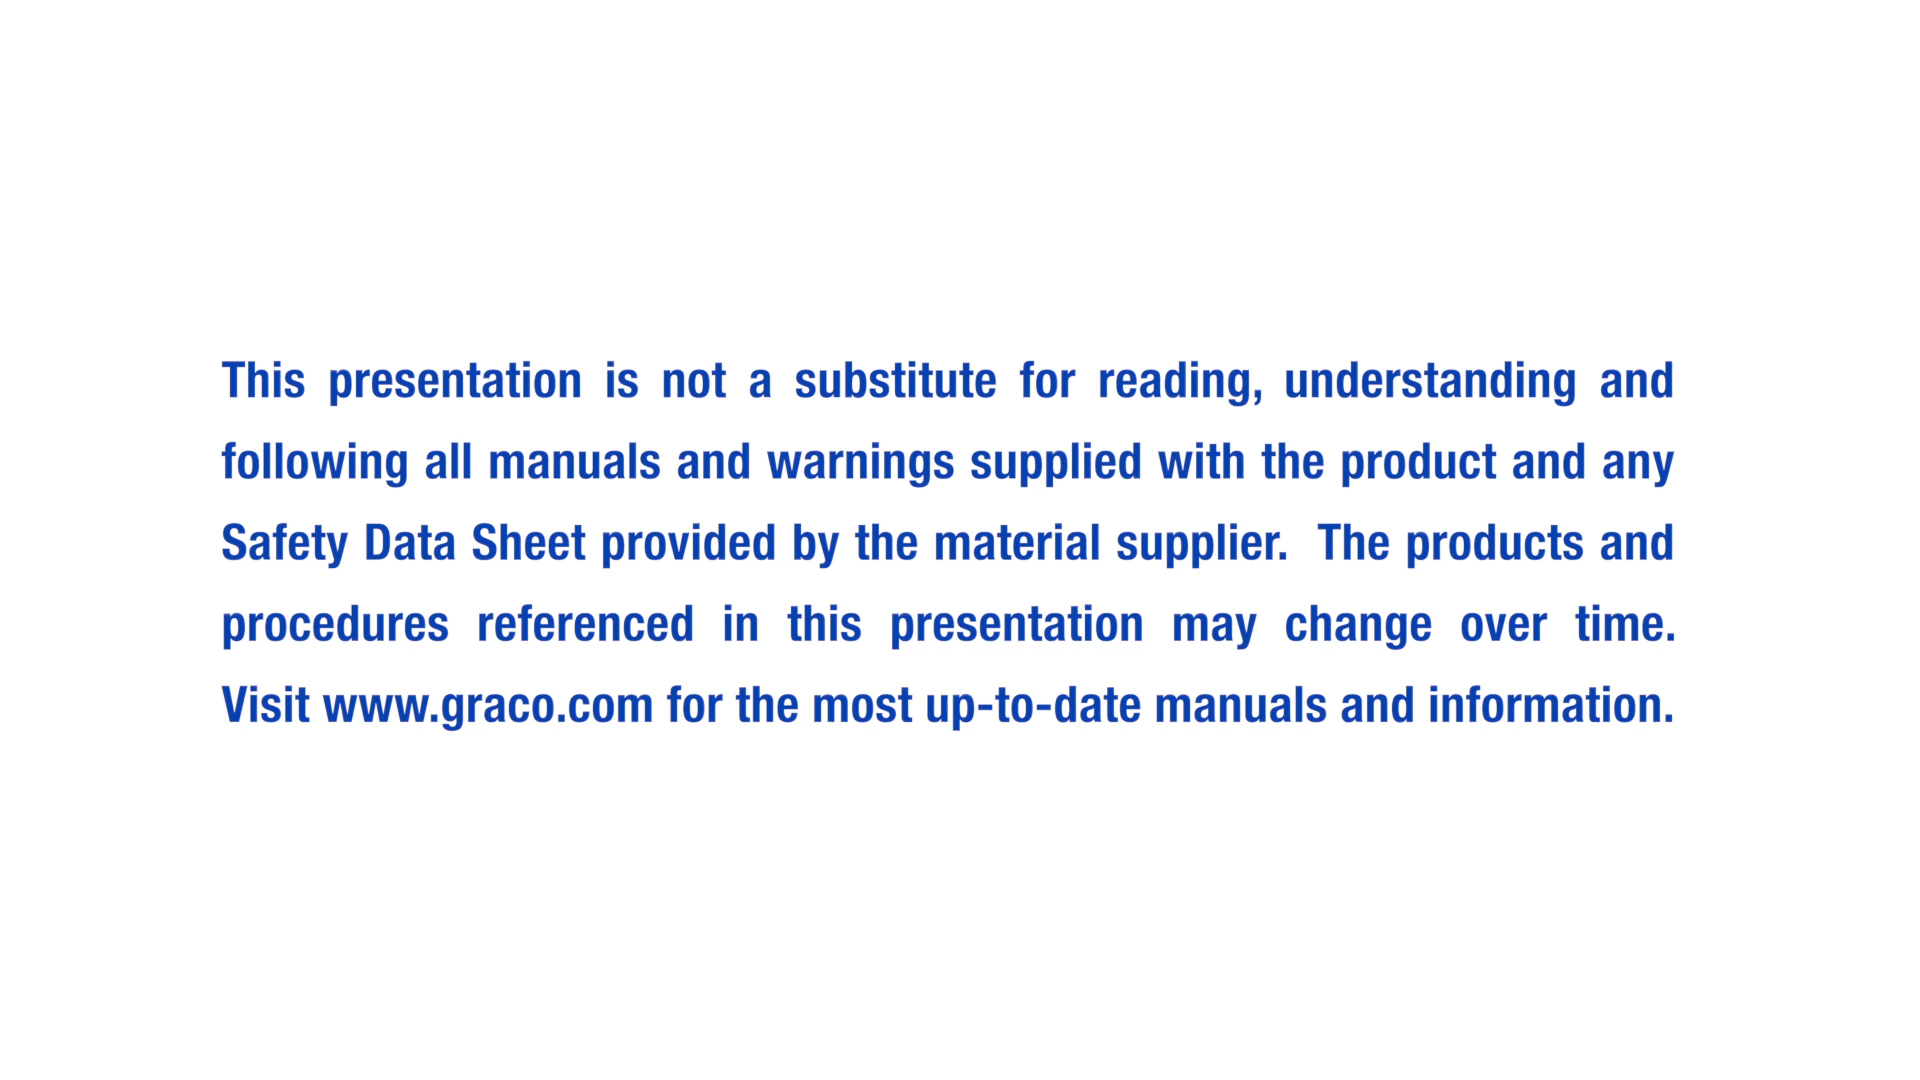 This presentation is not a substitute for reading, understanding and
following all manuals and warnings supplied with the product and any
Safety Data Sheet provided by the material supplier.  The products and
procedures referenced in this presentation may change over time.
Visit www.graco.com for the most up-to-date manuals and information.